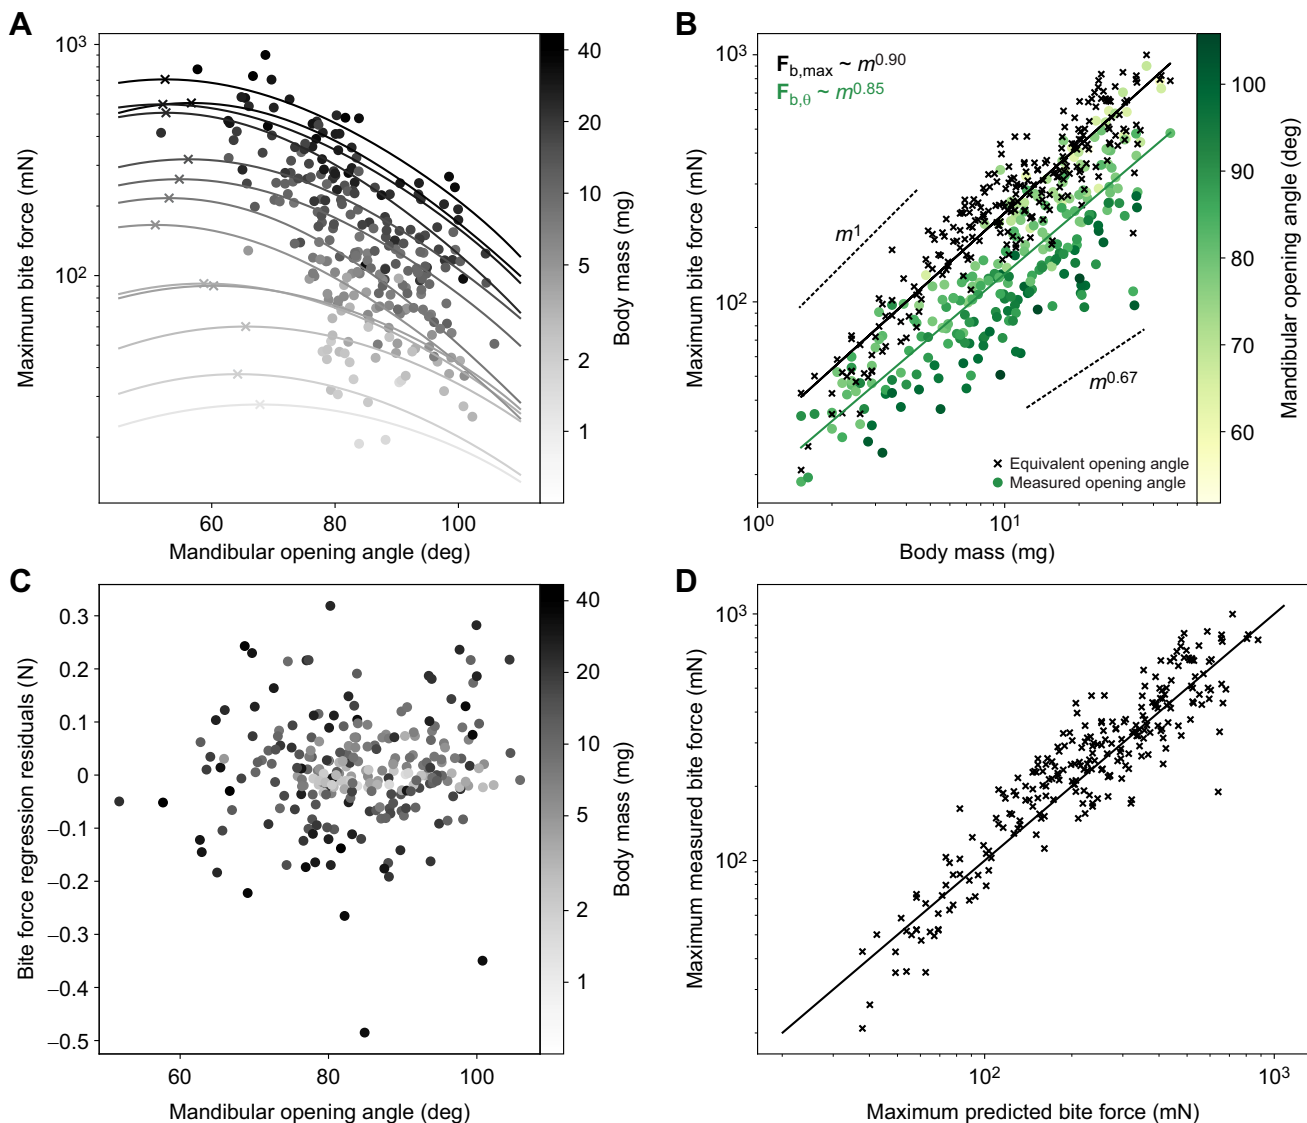 A
10³
10²
Maximum bite force (mN)
60
80
100
Mandibular opening angle (deg)
40
20
10
5
2
1
Body mass (mg)
B
10³
10²
Maximum bite force (mN)
F_b,max ~ m^0.90
F_b,θ ~ m^0.85
m¹
m^0.67
Equivalent opening angle
Measured opening angle
10⁰
10¹
Body mass (mg)
100
90
80
70
60
Mandibular opening angle (deg)
C
0.3
0.2
0.1
0
–0.1
–0.2
–0.3
–0.4
–0.5
Bite force regression residuals (N)
60
80
100
Mandibular opening angle (deg)
40
20
10
5
2
1
Body mass (mg)
D
10³
10²
Maximum measured bite force (mN)
10²
10³
Maximum predicted bite force (mN)